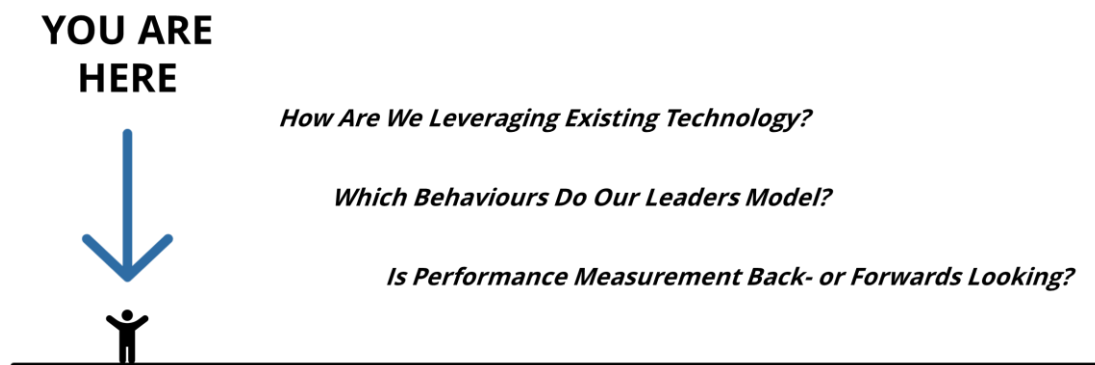 YOU ARE
HERE
How Are We Leveraging Existing Technology?
Which Behaviours Do Our Leaders Model?
Is Performance Measurement Back- or Forwards Looking?